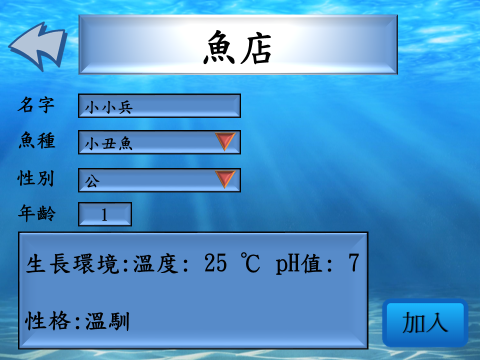 魚店
名字 小小兵
魚種 小丑魚
性別 公
年齡 1
生長環境:溫度: 25 ℃ pH值: 7
性格:溫馴
加入